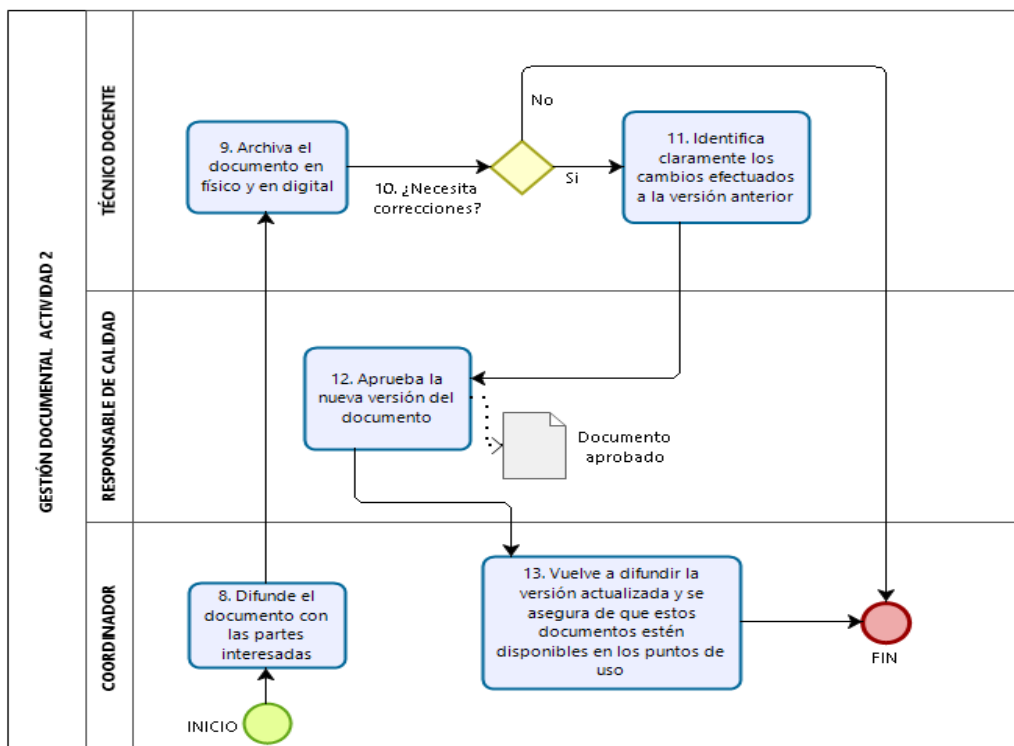 GESTIÓN DOCUMENTAL  ACTIVIDAD 2
TÉCNICO DOCENTE
9. Archiva el
documento en
físico y en digital
10. ¿Necesita
correcciones?
No
Si
11. Identifica
claramente los
cambios efectuados
a la versión anterior
RESPONSABLE DE CALIDAD
12. Aprueba la
nueva versión del
documento
Documento
aprobado
COORDINADOR
8. Difunde el
documento con
las partes
interesadas
INICIO
13. Vuelve a difundir la
versión actualizada y se
asegura de que estos
documentos estén
disponibles en los puntos de
uso
FIN